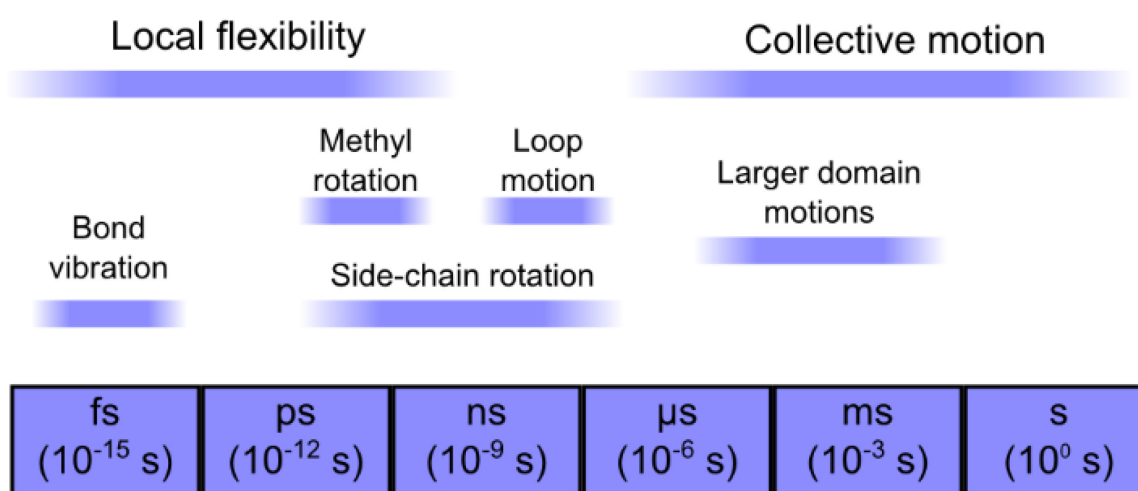 Local flexibility
Collective motion
Methyl
rotation
Loop
motion
Larger domain
motions
Bond
vibration
Side-chain rotation
fs
(10⁻¹⁵ s)
ps
(10⁻¹² s)
ns
(10⁻⁹ s)
μs
(10⁻⁶ s)
ms
(10⁻³ s)
s
(10⁰ s)